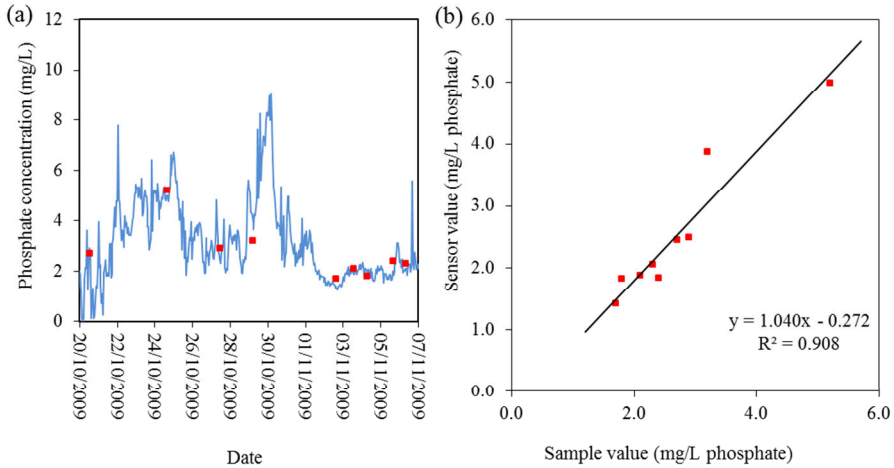 (a)
Phosphate concentration (mg/L)
12
10
8
6
4
2
0
20/10/2009
22/10/2009
24/10/2009
26/10/2009
28/10/2009
30/10/2009
01/11/2009
03/11/2009
05/11/2009
07/11/2009
Date
(b)
Sensor value (mg/L phosphate)
6.0
5.0
4.0
3.0
2.0
1.0
0.0
y = 1.040x - 0.272
R² = 0.908
0.0 2.0 4.0 6.0
Sample value (mg/L phosphate)